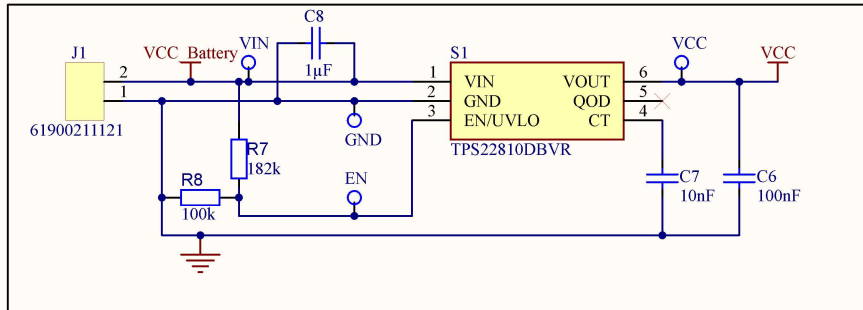 C8
J1
VCC_Battery
VIN
1µF
S1
VCC
VCC
2
1
1
2
3
VIN
GND
EN/UVLO
VOUT
QOD
CT
6
5
4
61900211121
GND
TPS22810DBVR
R7
182k
R8
100k
EN
C7
10nF
C6
100nF